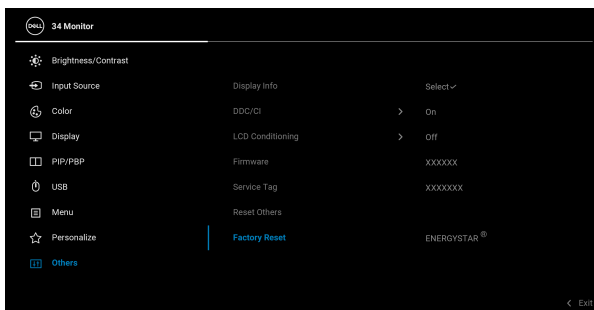 DELL 34 Monitor
Brightness/Contrast
Input Source Display Info Select✓
Color DDC/CI > On
Display LCD Conditioning > Off
PIP/PBP Firmware XXXXXX
USB Service Tag XXXXXXX
Menu Reset Others
Personalize Factory Reset ENERGYSTAR®
Others
< Exit